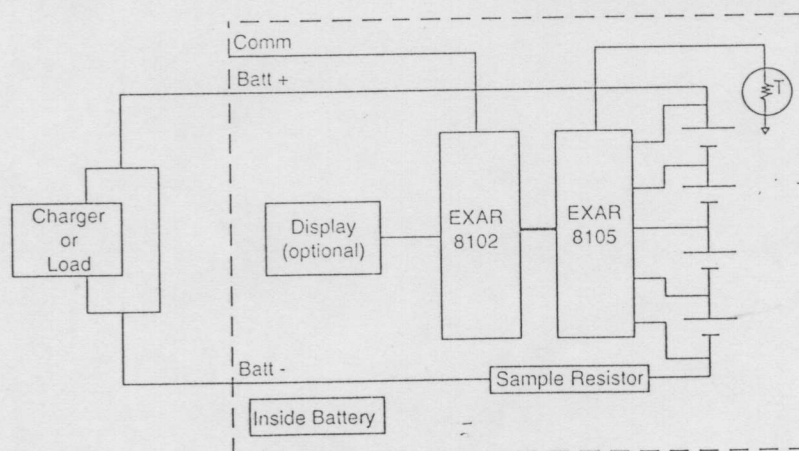 Comm
Batt +
T
Charger
or
Load
Display
(optional)
EXAR
8102
EXAR
8105
Batt -
Sample Resistor
Inside Battery